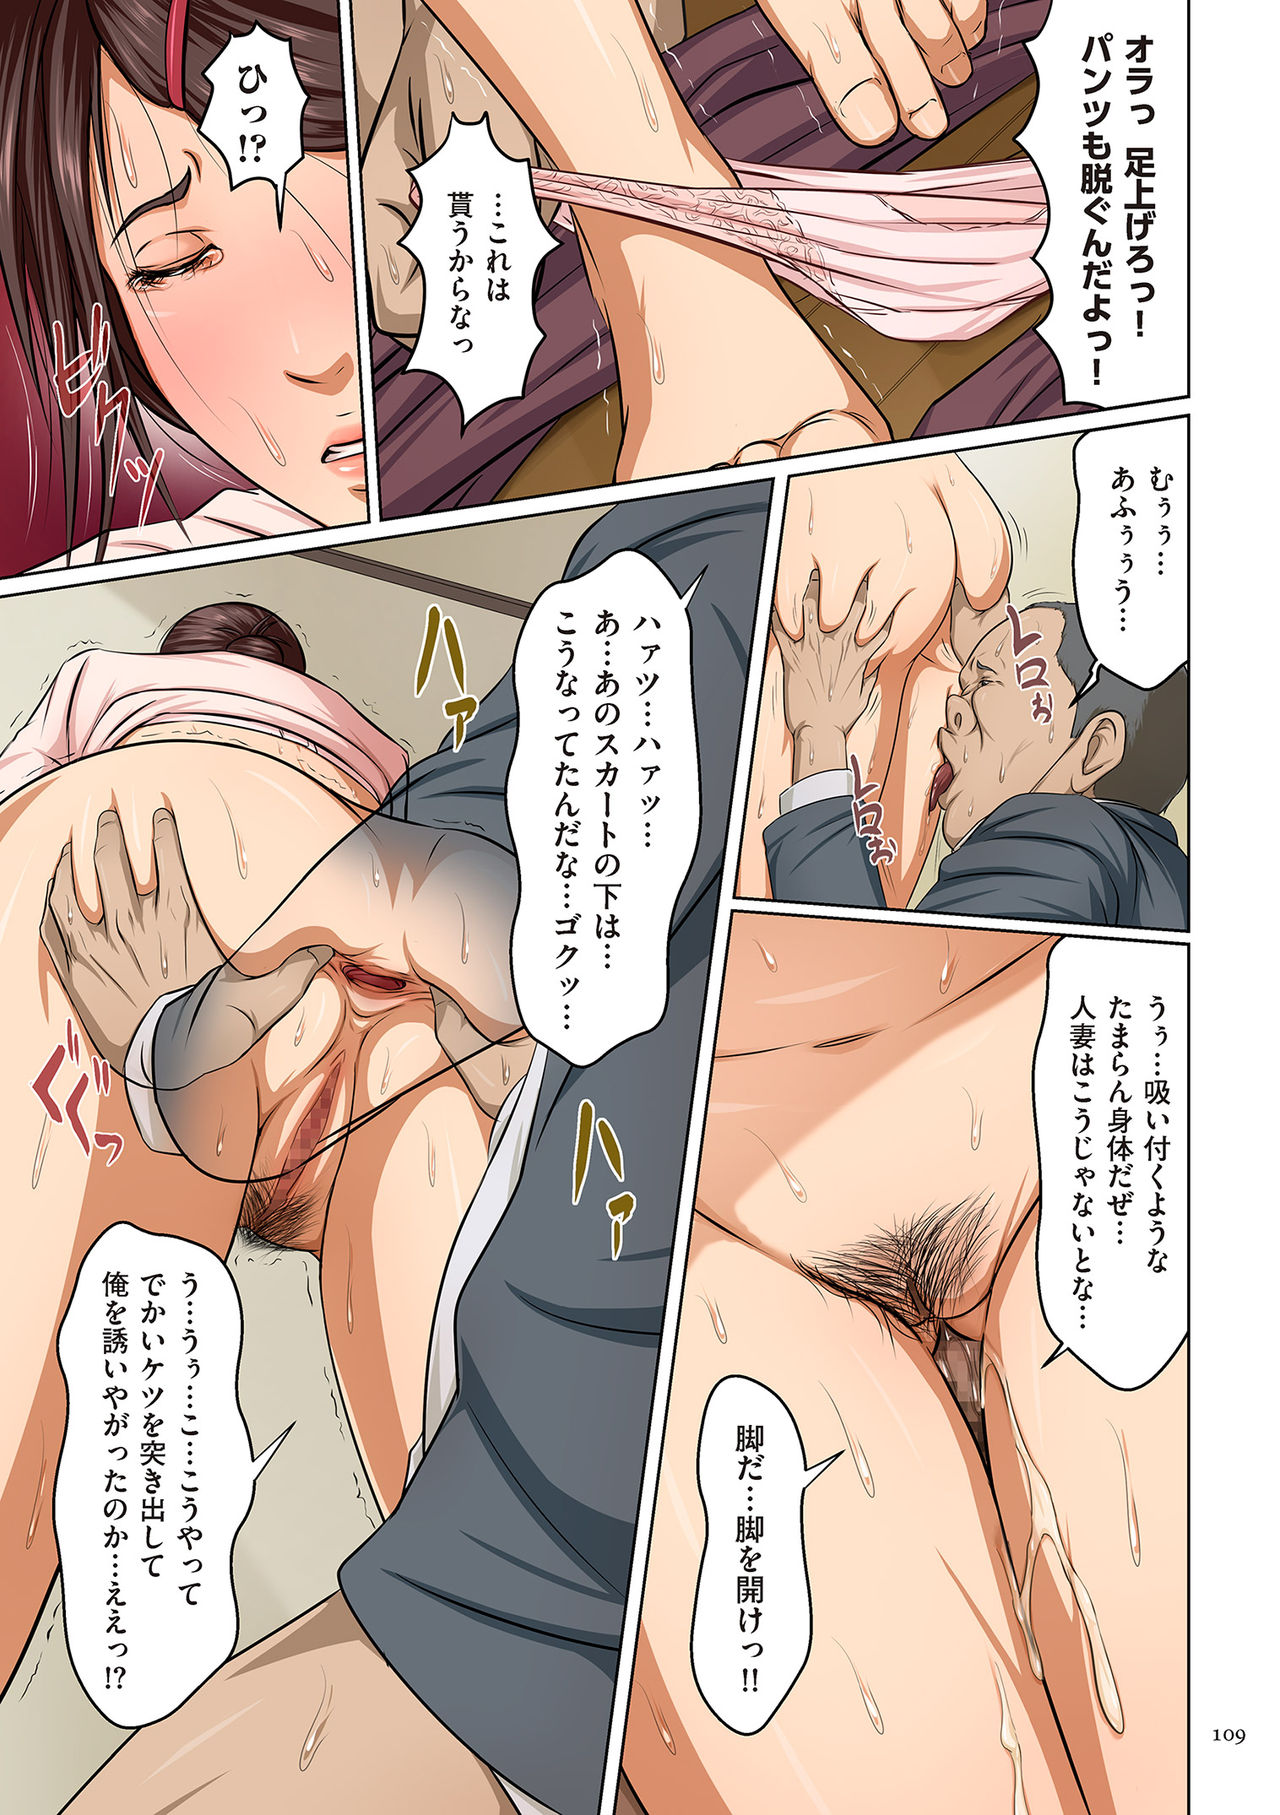 オラっ 足上げろっ！
パンツも脱ぐんだよっ！
…これは
貰うからなっ
ひっ!?
ビクッ
むぅぅ…
あふぅぅう…
レロぉ
レロぉ
ハァツ…ハァッ…
あ…あのスカートの下は…
こうなってたんだな…ゴクッ…
ハァ
ハァ
ぐぐっ
うぅ…吸い付くような
たまらん身体だぜ…
人妻はこうじゃないとな…
脚だ…脚を開けっ!!
う…うぅ…こ…こうやって
でかいケツを突き出して
俺を誘いやがったのか…ええっ!?
109